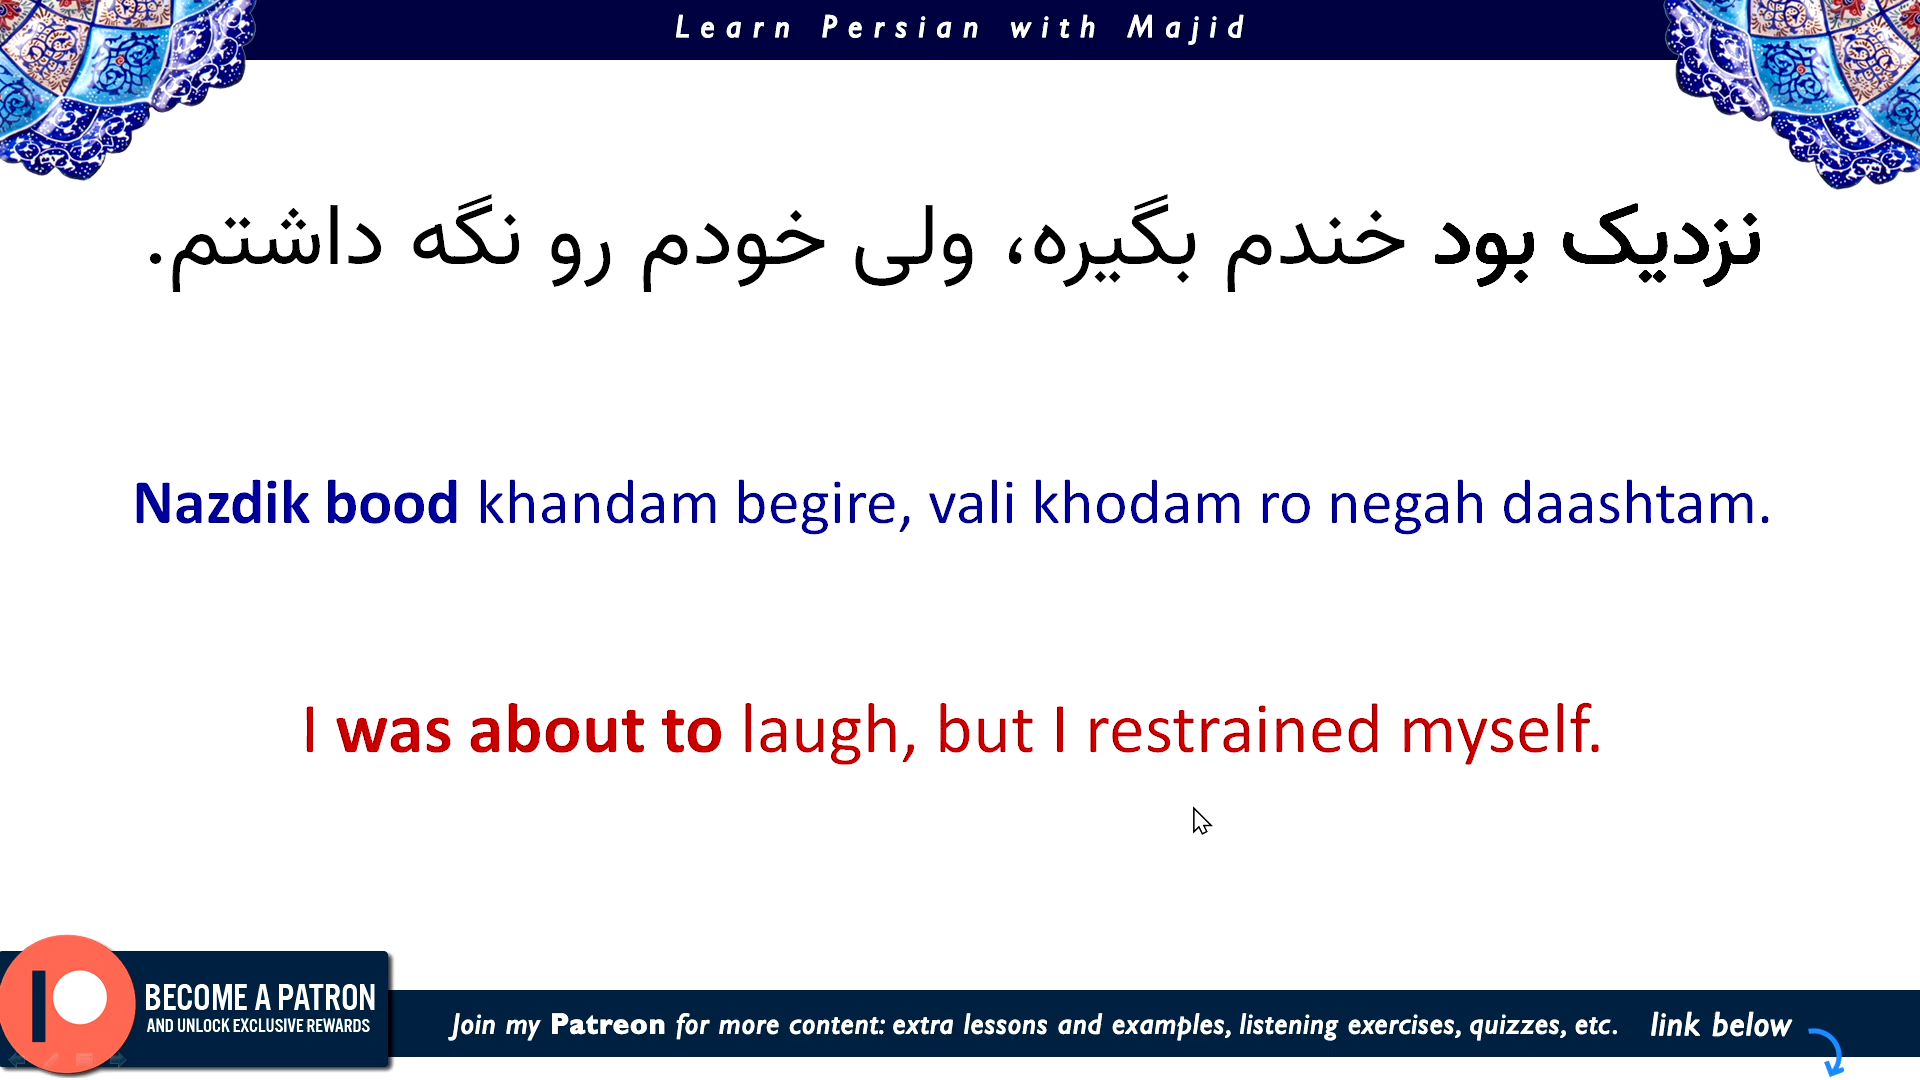 Learn Persian with Majid
نزدیک بود خندم بگیره، ولی خودم رو نگه داشتم.
Nazdik bood khandam begire, vali khodam ro negah daashtam.
I was about to laugh, but I restrained myself.
BECOME A PATRON
AND UNLOCK EXCLUSIVE REWARDS
Join my Patreon for more content: extra lessons and examples, listening exercises, quizzes, etc. link below